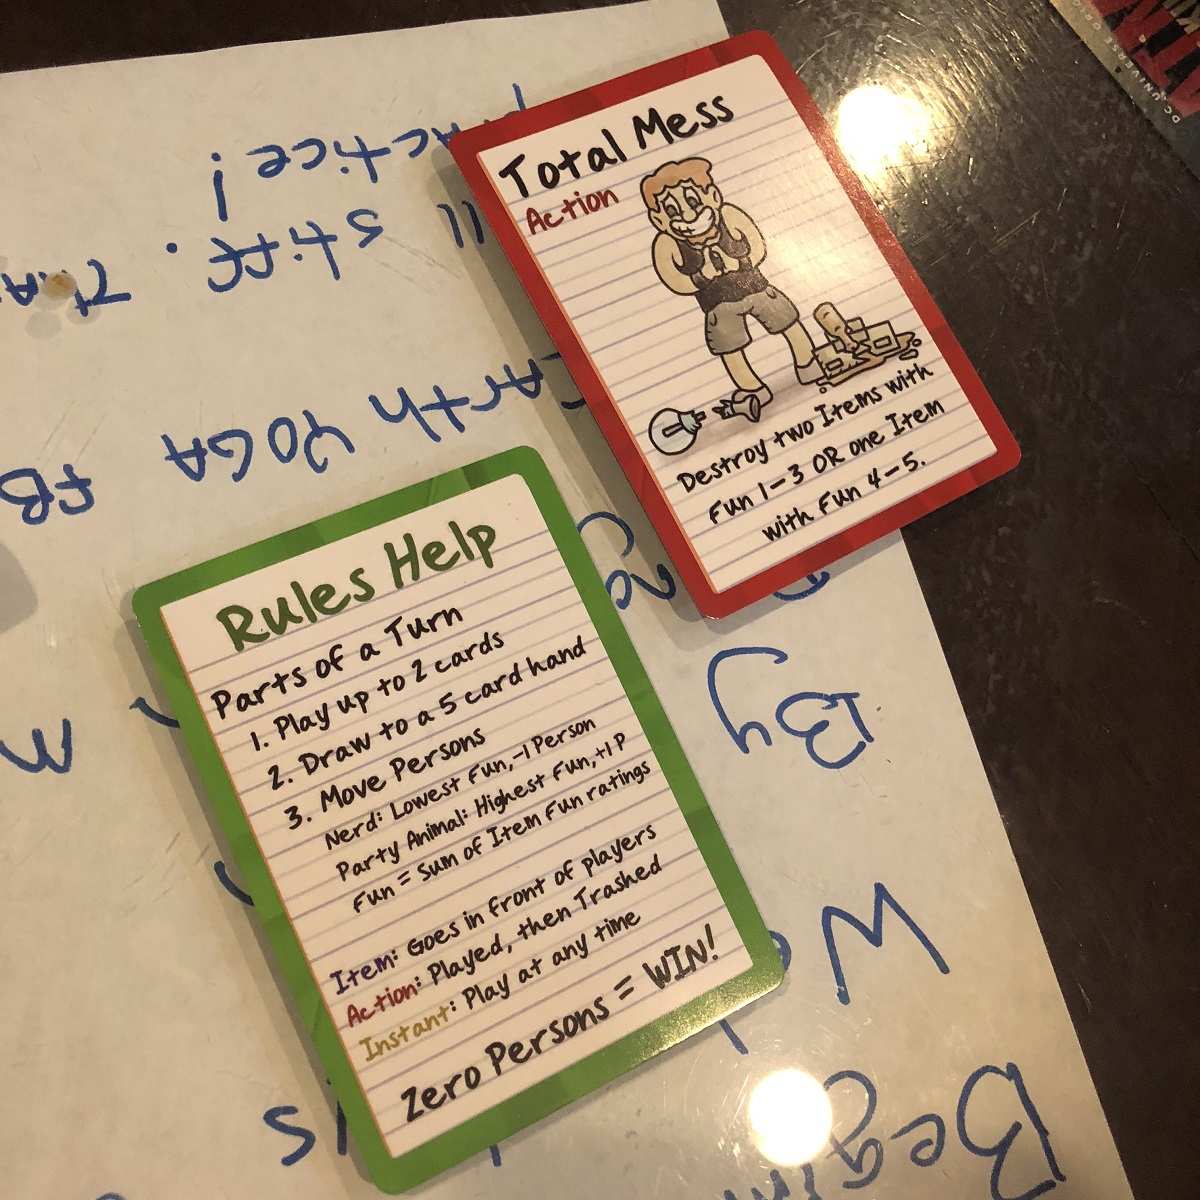 Total Mess
Action
Destroy two Items with
Fun 1-3 OR one Item
with Fun 4-5.
Rules Help
Parts of a Turn
1. Play up to 2 cards
2. Draw to a 5 card hand
3. Move Persons
Nerd: Lowest Fun, -1 Person
Party Animal: Highest Fun, +1 P
Fun = Sum of Item Fun ratings
Item: Goes in front of players
Action: Played, then Trashed
Instant: Play at any time
Zero Persons = WIN!
By
YOGA FB
stiff.